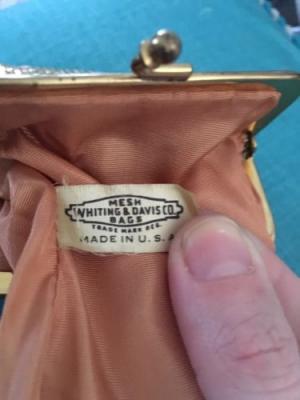 MESH
WHITING & DAVIS CO.
BAGS
TRADE MARK REG.
MADE IN U.S.A